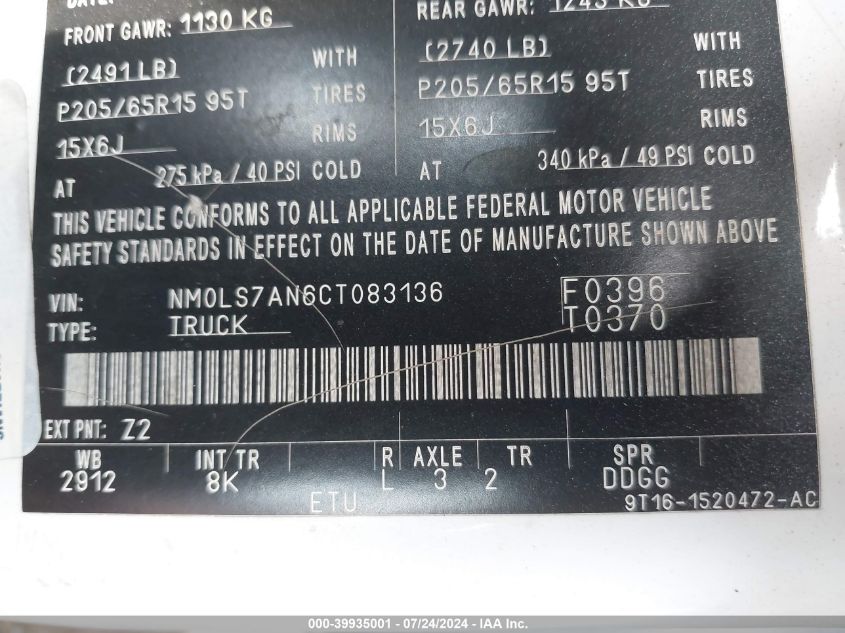 DATE:
FRONT GAWR: 1130 KG
(2491 LB) WITH
P205/65R15 95T TIRES
15X6J RIMS
AT 275 kPa / 40 PSI COLD
REAR GAWR: 1243 KG
(2740 LB) WITH
P205/65R15 95T TIRES
15X6J RIMS
AT 340 kPa / 49 PSI COLD
THIS VEHICLE CONFORMS TO ALL APPLICABLE FEDERAL MOTOR VEHICLE
SAFETY STANDARDS IN EFFECT ON THE DATE OF MANUFACTURE SHOWN ABOVE
VIN: NM0LS7AN6CT083136 F0396
TYPE: TRUCK T0370
EXT PNT: Z2
WB INT TR R AXLE TR SPR
2912 8K L 3 2 DDGG
ETU 9T16-1520472-AC
000-39935001 - 07/24/2024 - IAA Inc.